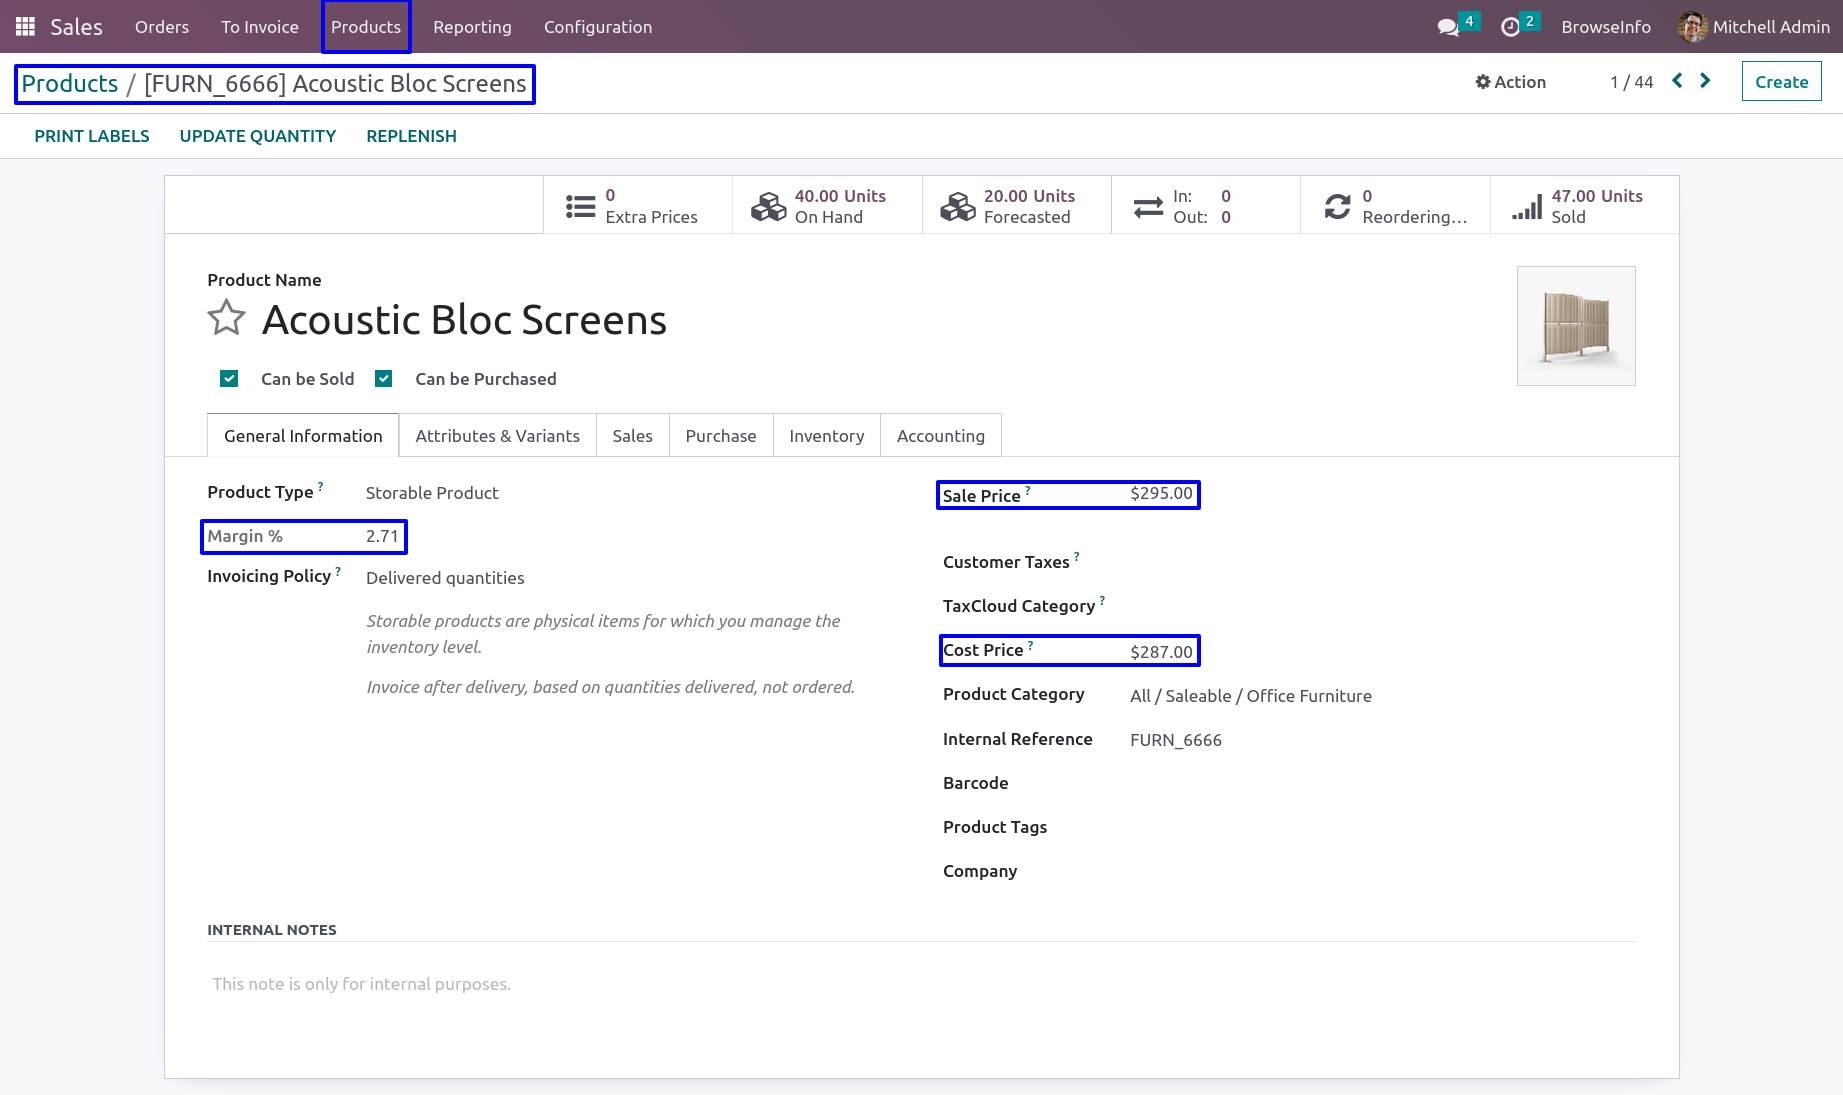 Sales Orders To Invoice Products Reporting Configuration 4 2 BrowseInfo Mitchell Admin
Products / [FURN_6666] Acoustic Bloc Screens Action 1 / 44 Create
PRINT LABELS UPDATE QUANTITY REPLENISH
0 Extra Prices
40.00 Units On Hand
20.00 Units Forecasted
In: 0
Out: 0
0 Reordering...
47.00 Units Sold
Product Name
Acoustic Bloc Screens
Can be Sold Can be Purchased
General Information Attributes & Variants Sales Purchase Inventory Accounting
Product Type ? Storable Product
Margin % 2.71
Invoicing Policy ? Delivered quantities
Storable products are physical items for which you manage the
inventory level.
Invoice after delivery, based on quantities delivered, not ordered.
Sale Price ? $295.00
Customer Taxes ?
TaxCloud Category ?
Cost Price ? $287.00
Product Category All / Saleable / Office Furniture
Internal Reference FURN_6666
Barcode
Product Tags
Company
INTERNAL NOTES
This note is only for internal purposes.